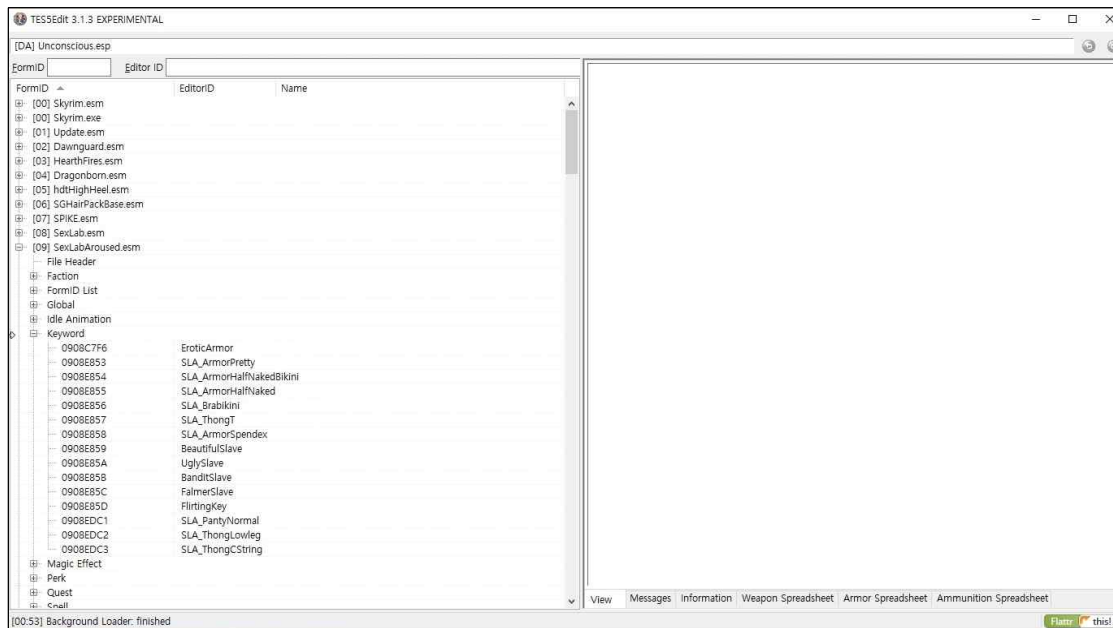 TES5Edit 3.1.3 EXPERIMENTAL
[DA] Unconscious.esp
FormID Editor ID
FormID EditorID Name
[00] Skyrim.esm
[00] Skyrim.exe
[01] Update.esm
[02] Dawnguard.esm
[03] HearthFires.esm
[04] Dragonborn.esm
[05] hdtHighHeel.esm
[06] SGHairPackBase.esm
[07] SPIKE.esm
[08] SexLab.esm
[09] SexLabAroused.esm
File Header
Faction
FormID List
Global
Idle Animation
Keyword
0908C7F6 EroticArmor
0908E853 SLA_ArmorPretty
0908E854 SLA_ArmorHalfNakedBikini
0908E855 SLA_ArmorHalfNaked
0908E856 SLA_Brabikini
0908E857 SLA_ThongT
0908E858 SLA_ArmorSpendex
0908E859 BeautifulSlave
0908E85A UglySlave
0908E85B BanditSlave
0908E85C FalmerSlave
0908E85D FlirtingKey
0908EDC1 SLA_PantyNormal
0908EDC2 SLA_ThongLowleg
0908EDC3 SLA_ThongCString
Magic Effect
Perk
Quest
Spell
View Messages Information Weapon Spreadsheet Armor Spreadsheet Ammunition Spreadsheet
[00:53] Background Loader: finished
Flattr this!